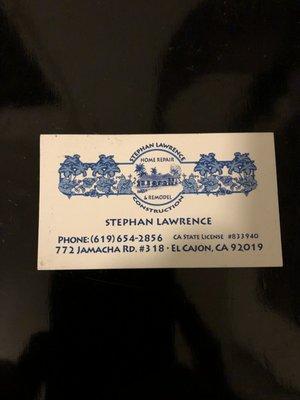 STEPHAN LAWRENCE
HOME REPAIR
& REMODEL
CONSTRUCTION
STEPHAN LAWRENCE
PHONE: (619) 654-2856 CA STATE LICENSE #833940
772 JAMACHA RD. #318 · EL CAJON, CA 92019